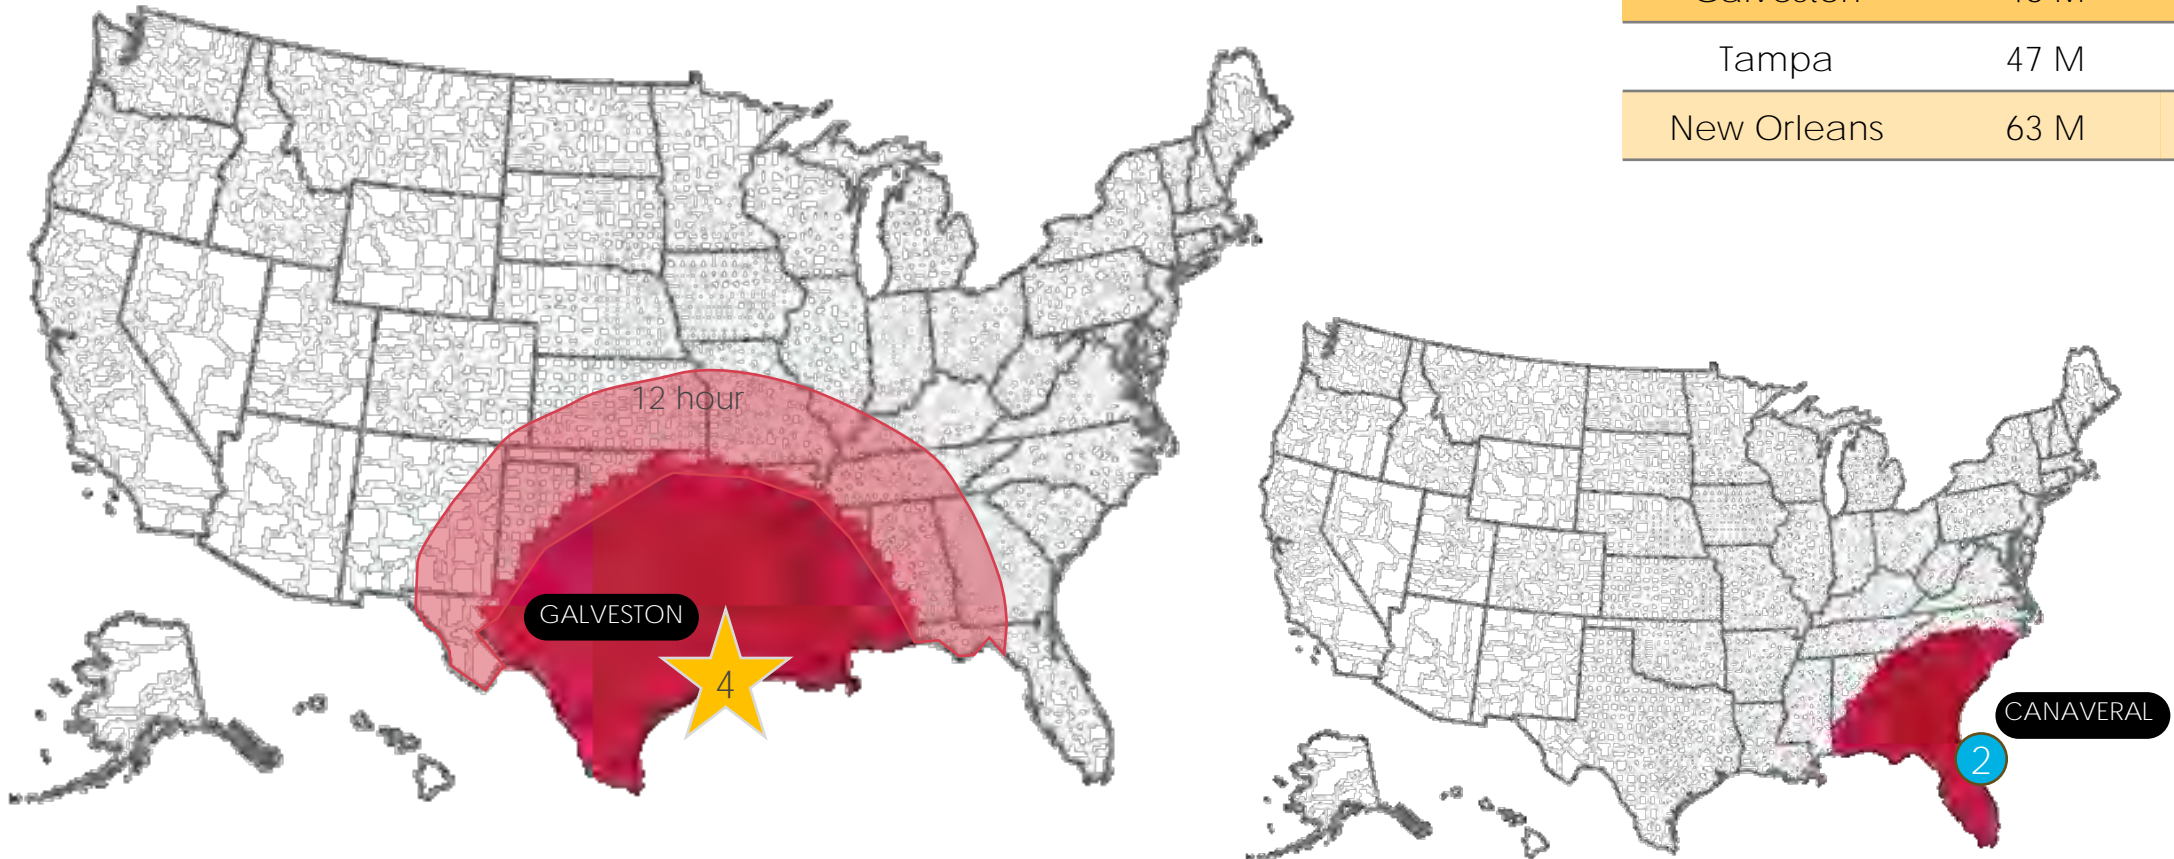 Tampa 47 M
New Orleans 63 M
12 hour
GALVESTON
4
CANAVERAL
2